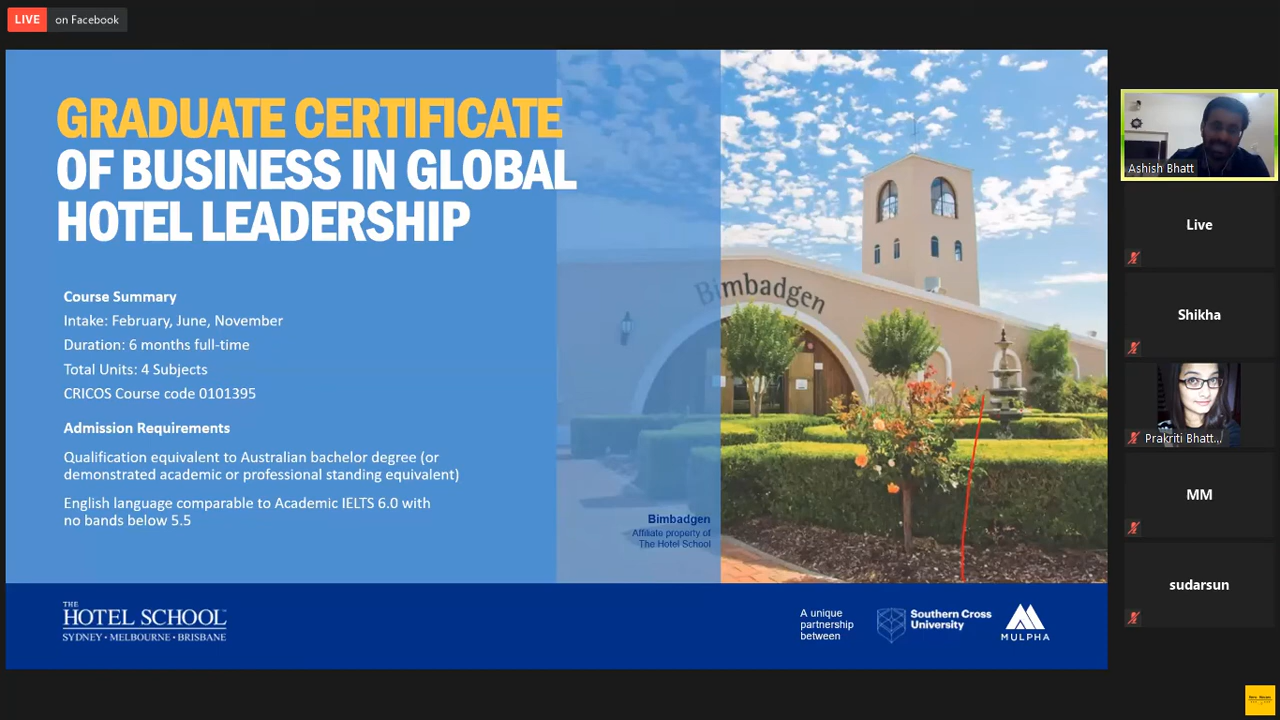 LIVE on Facebook
GRADUATE CERTIFICATE
OF BUSINESS IN GLOBAL
HOTEL LEADERSHIP
Course Summary
Intake: February, June, November
Duration: 6 months full-time
Total Units: 4 Subjects
CRICOS Course code 0101395
Admission Requirements
Qualification equivalent to Australian bachelor degree (or
demonstrated academic or professional standing equivalent)
English language comparable to Academic IELTS 6.0 with
no bands below 5.5
Bimbadgen
Bimbadgen
Affiliate property of
The Hotel School
THE
HOTEL SCHOOL™
SYDNEY • MELBOURNE • BRISBANE
A unique
partnership
between
Southern Cross
University
MULPHA
Ashish Bhatt
Live
Shikha
Prakriti Bhatt...
MM
sudarsun